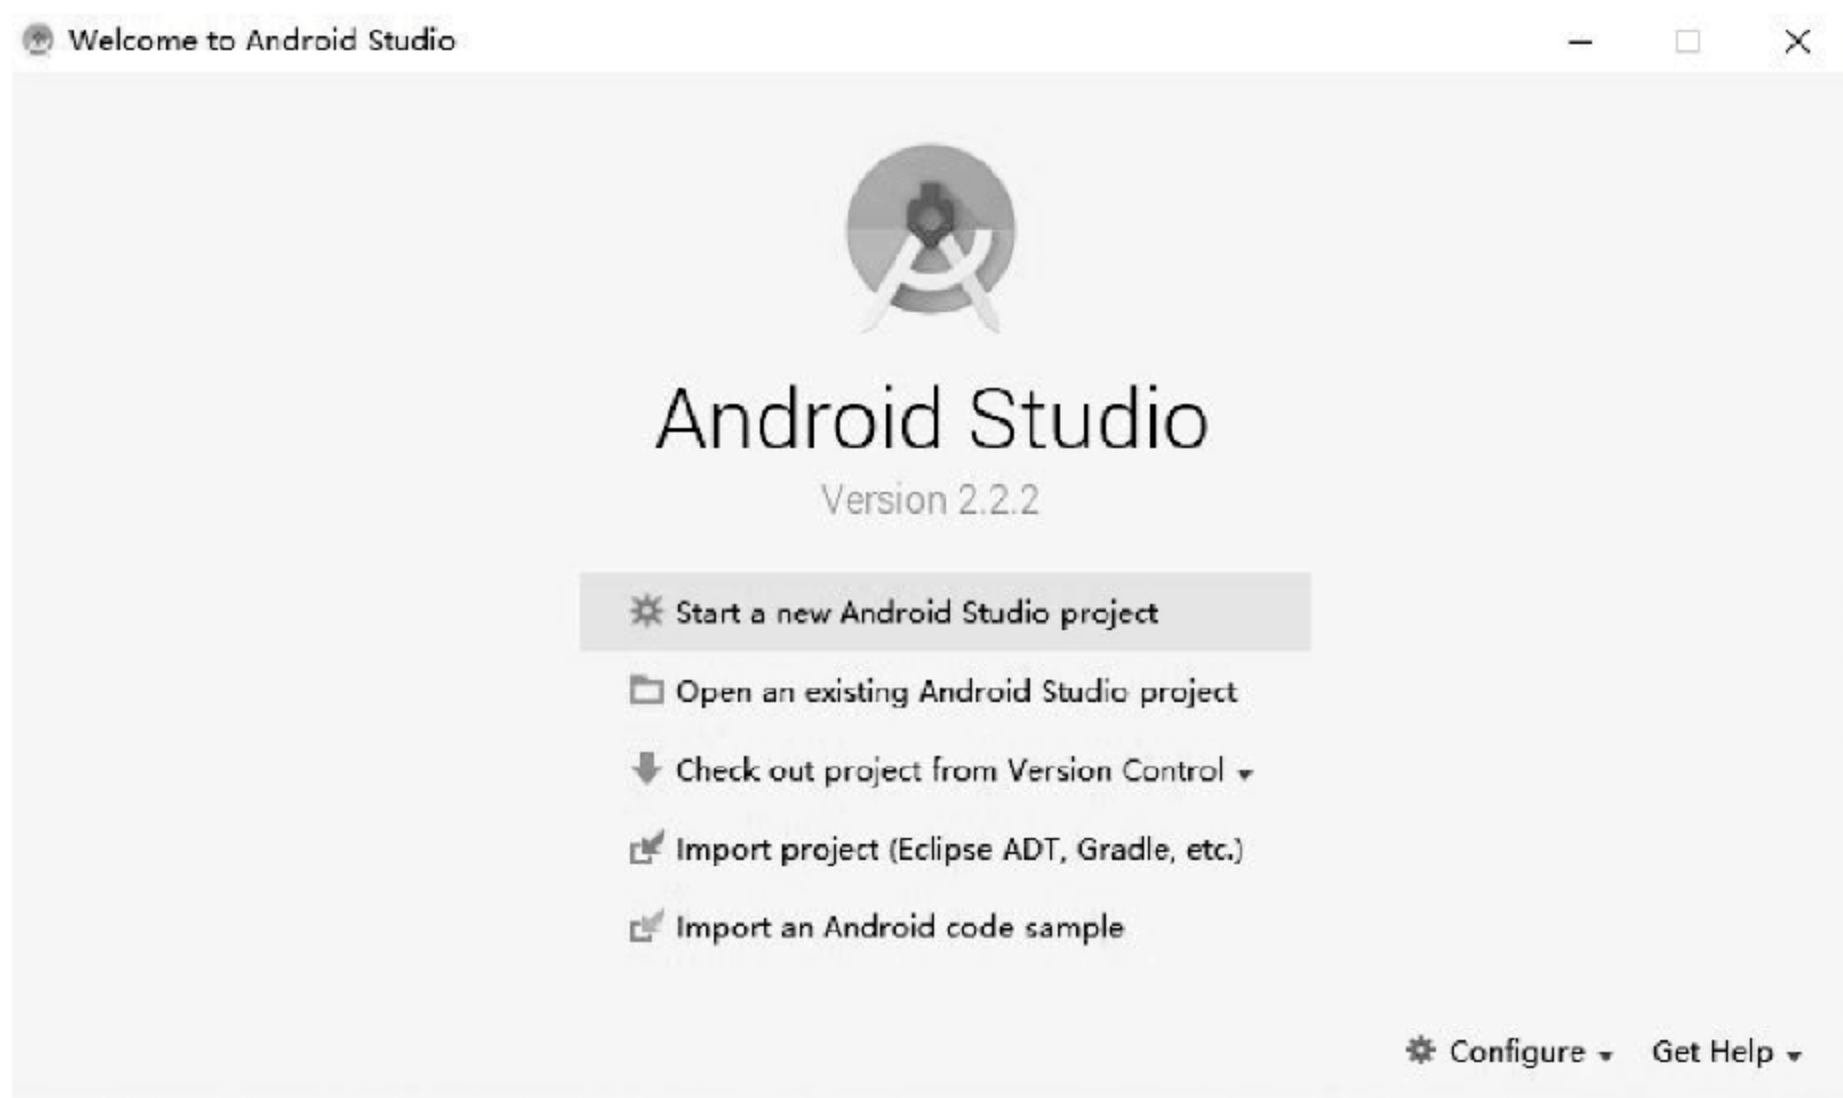 Welcome to Android Studio
Android Studio
Version 2.2.2
Start a new Android Studio project
Open an existing Android Studio project
Check out project from Version Control
Import project (Eclipse ADT, Gradle, etc.)
Import an Android code sample
Configure Get Help